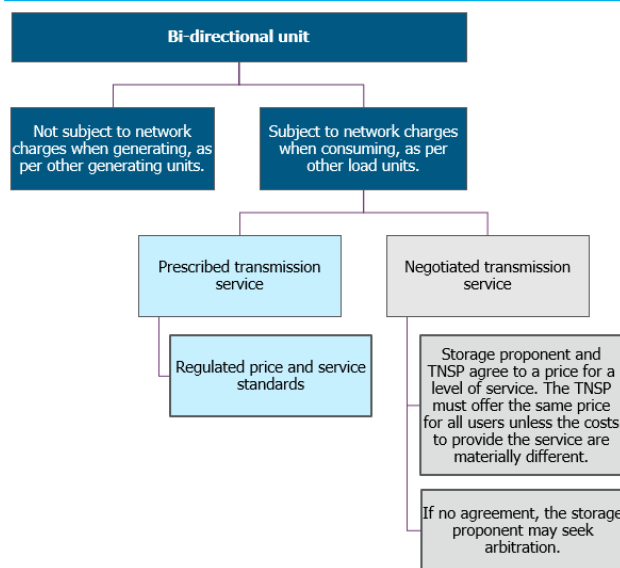 Bi-directional unit
Not subject to network
charges when generating, as
per other generating units.
Subject to network charges
when consuming, as per
other load units.
Prescribed transmission
service
Negotiated transmission
service
Regulated price and service
standards
Storage proponent and
TNSP agree to a price for a
level of service. The TNSP
must offer the same price
for all users unless the costs
to provide the service are
materially different.
If no agreement, the storage
proponent may seek
arbitration.